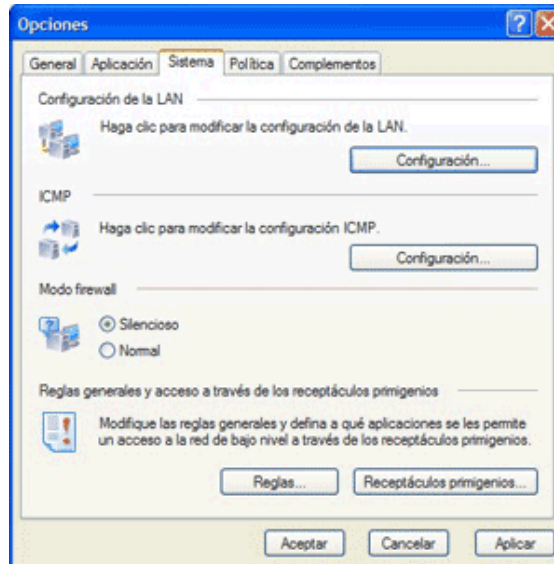 Opciones
General Aplicación Sistema Política Complementos
Configuración de la LAN
Haga clic para modificar la configuración de la LAN.
Configuración...
ICMP
Haga clic para modificar la configuración ICMP.
Configuración...
Modo firewall
Silencioso
Normal
Reglas generales y acceso a través de los receptáculos primigenios
Modifique las reglas generales y defina a qué aplicaciones se les permite
un acceso a la red de bajo nivel a través de los receptáculos primigenios.
Reglas... Receptáculos primigenios...
Aceptar Cancelar Aplicar